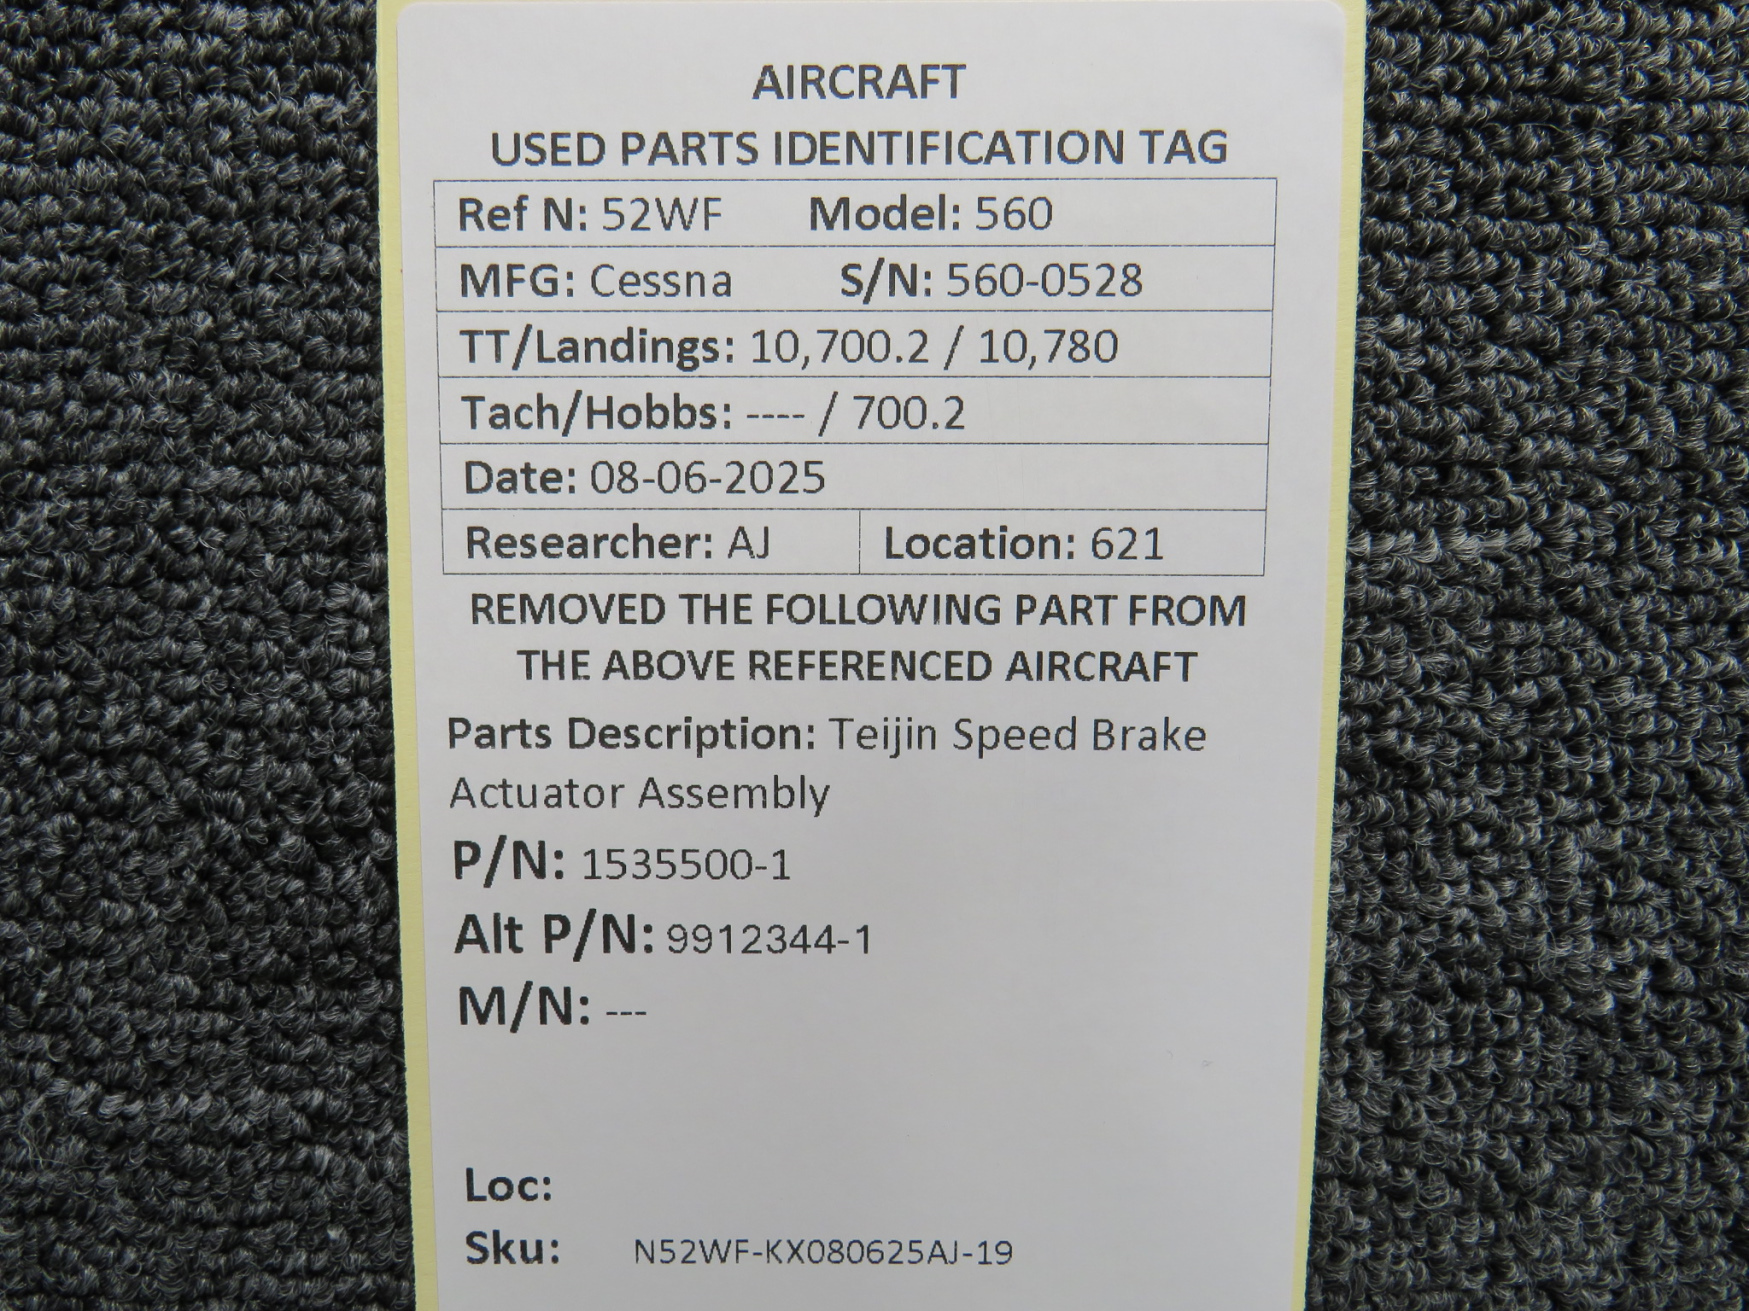 AIRCRAFT
USED PARTS IDENTIFICATION TAG
Ref N: 52WF Model: 560
MFG: Cessna S/N: 560-0528
TT/Landings: 10,700.2 / 10,780
Tach/Hobbs: ---- / 700.2
Date: 08-06-2025
Researcher: AJ Location: 621
REMOVED THE FOLLOWING PART FROM
THE ABOVE REFERENCED AIRCRAFT
Parts Description: Teijin Speed Brake
Actuator Assembly
P/N: 1535500-1
Alt P/N: 9912344-1
M/N: ---
Loc:
Sku: N52WF-KX080625AJ-19